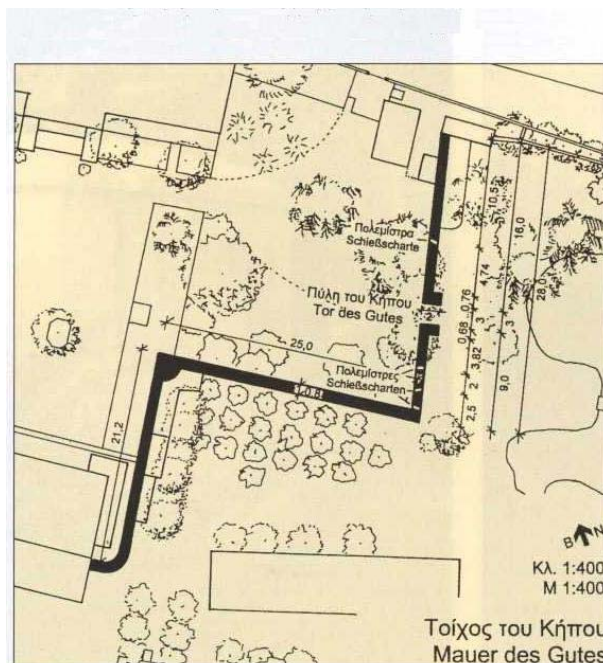 Πολεμίστρα
Schießscharte
Πύλη του Κήπου
Tor des Gutes
10,5
16,0
28,0
4,74
0,76
0,68
3
3
3,82
2
2,5
9,0
25,0
Πολεμίστρες
Schießscharten
21,2
B N
Κλ. 1:400
M 1:400
Τοίχος του Κήπου
Mauer des Gutes